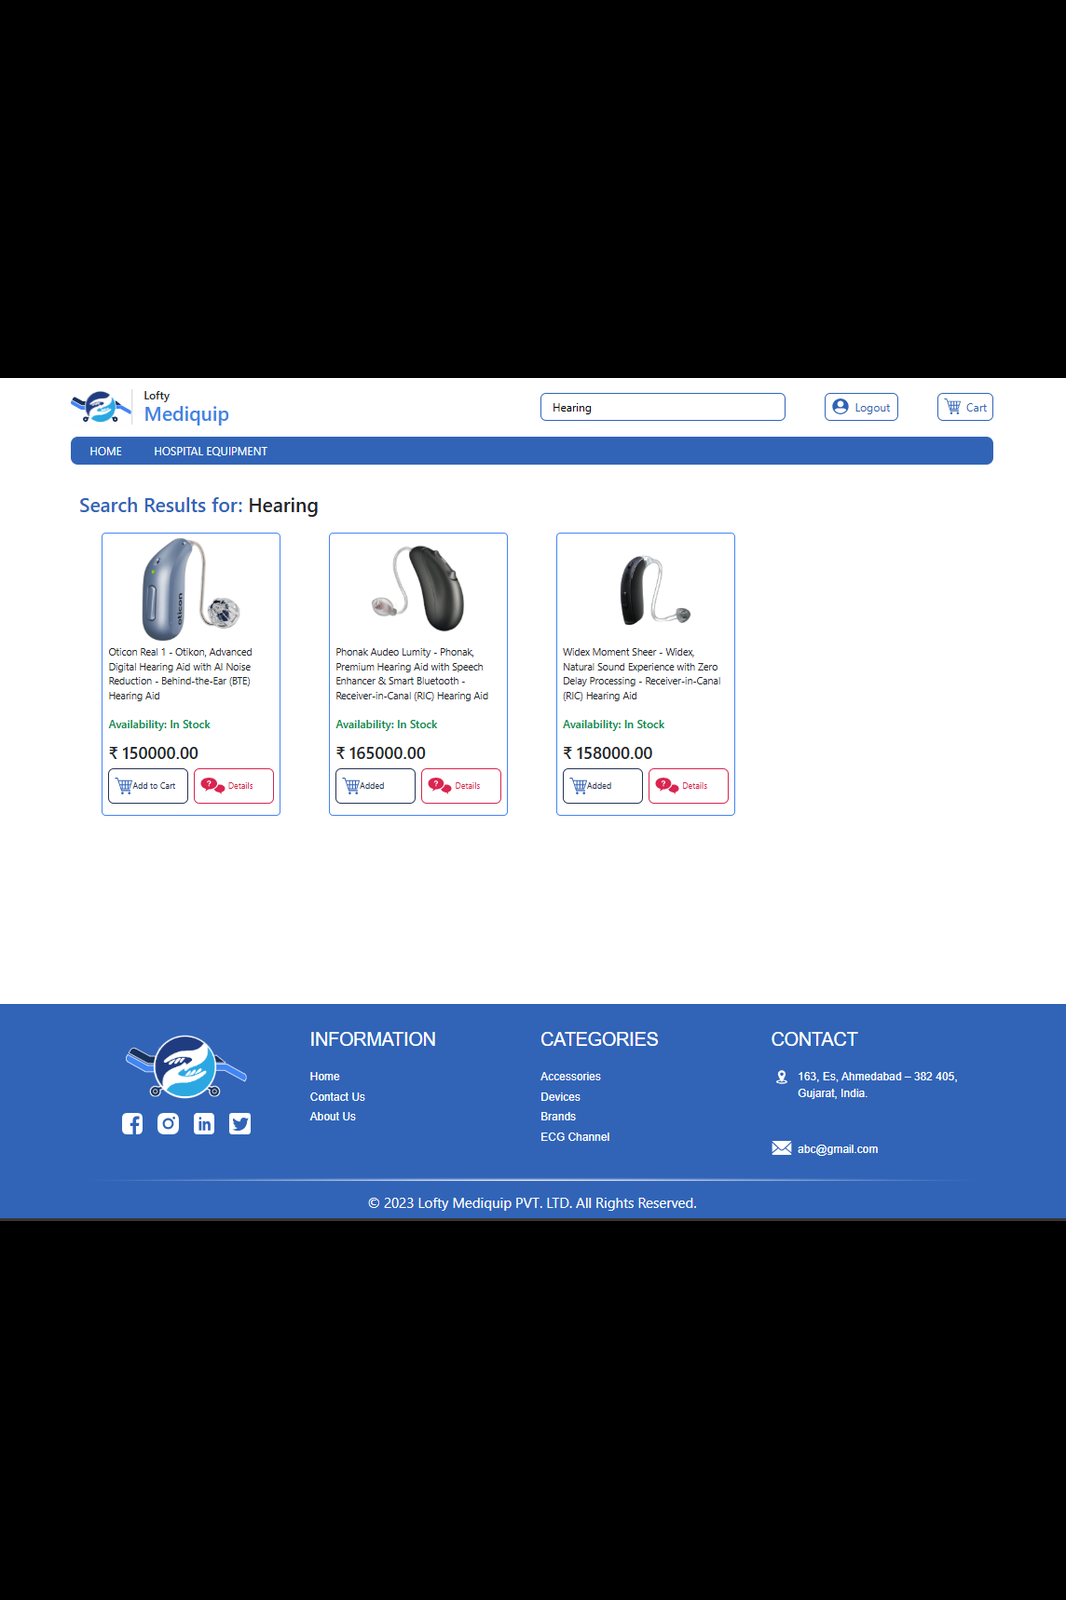 Lofty
Mediquip
Hearing
Logout
Cart
HOME
HOSPITAL EQUIPMENT
Search Results for: Hearing
oticon
Oticon Real 1 - Otikon, Advanced
Digital Hearing Aid with AI Noise
Reduction - Behind-the-Ear (BTE)
Hearing Aid
Availability: In Stock
₹ 150000.00
Add to Cart
Details
Phonak Audeo Lumity - Phonak,
Premium Hearing Aid with Speech
Enhancer & Smart Bluetooth -
Receiver-in-Canal (RIC) Hearing Aid
Availability: In Stock
₹ 165000.00
Added
Details
Widex Moment Sheer - Widex,
Natural Sound Experience with Zero
Delay Processing - Receiver-in-Canal
(RIC) Hearing Aid
Availability: In Stock
₹ 158000.00
Added
Details
INFORMATION
Home
Contact Us
About Us
CATEGORIES
Accessories
Devices
Brands
ECG Channel
CONTACT
163, Es, Ahmedabad – 382 405,
Gujarat, India.
abc@gmail.com
© 2023 Lofty Mediquip PVT. LTD. All Rights Reserved.